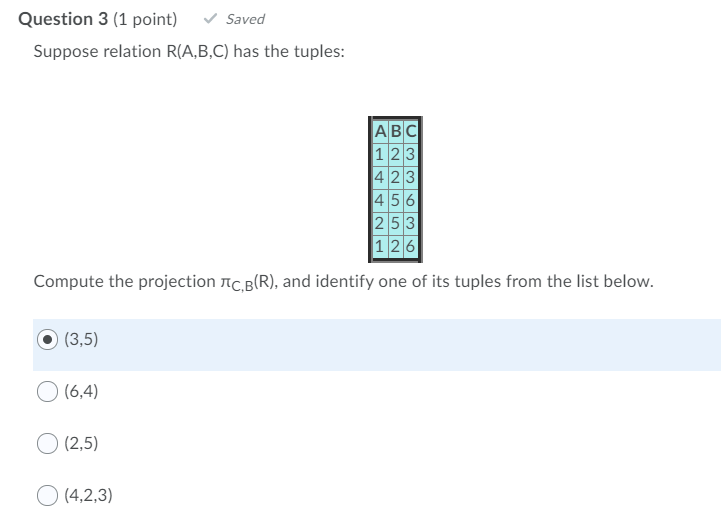 Question 3 (1 point) ✓ Saved
Suppose relation R(A,B,C) has the tuples:
A B C
1 2 3
4 2 3
4 5 6
2 5 3
1 2 6
Compute the projection πC,B(R), and identify one of its tuples from the list below.
(3,5)
(6,4)
(2,5)
(4,2,3)